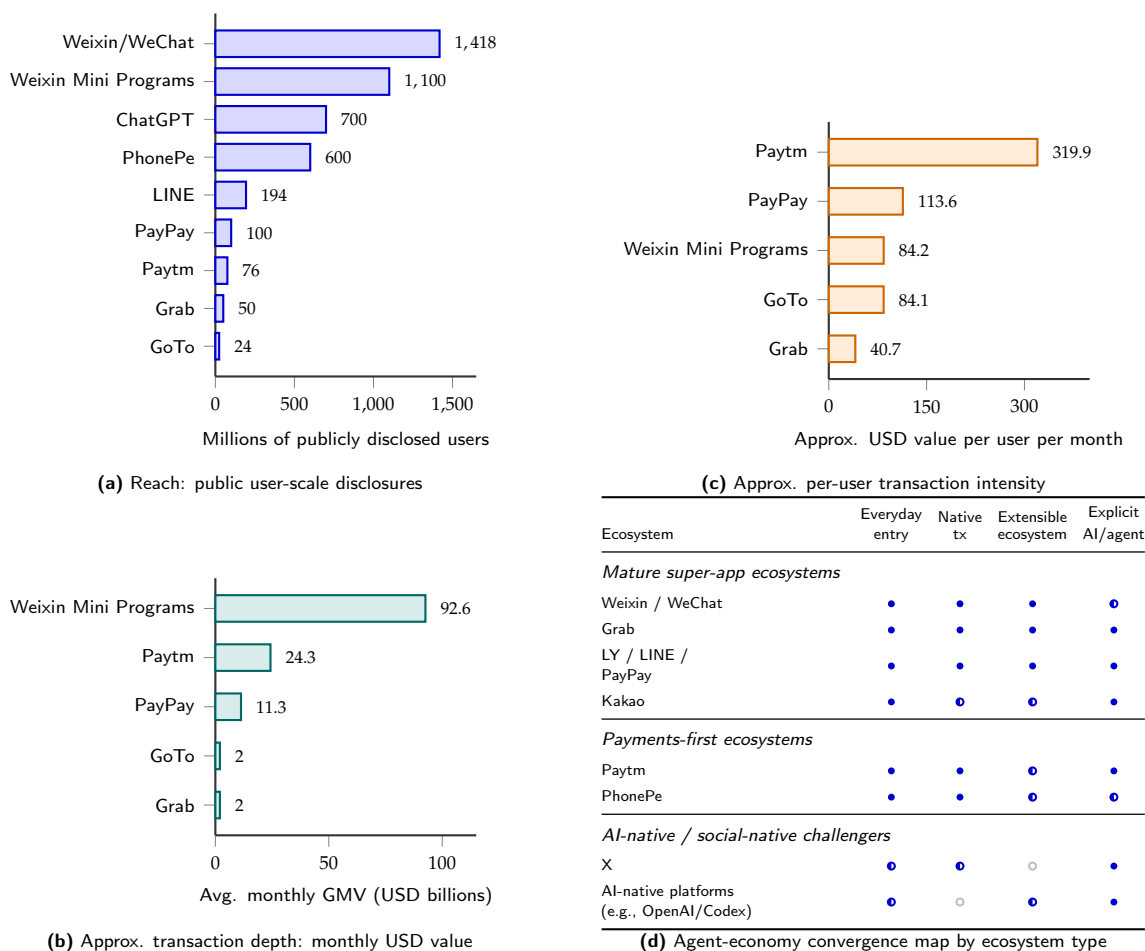 Weixin/WeChat
1,418
Weixin Mini Programs
1,100
ChatGPT
700
PhonePe
600
LINE
194
PayPay
100
Paytm
76
Grab
50
GoTo
24
0 500 1,000 1,500
Millions of publicly disclosed users
(a) Reach: public user-scale disclosures
Weixin Mini Programs
92.6
Paytm
24.3
PayPay
11.3
GoTo
2
Grab
2
0 50 100
Avg. monthly GMV (USD billions)
(b) Approx. transaction depth: monthly USD value
Paytm
319.9
PayPay
113.6
Weixin Mini Programs
84.2
GoTo
84.1
Grab
40.7
0 150 300
Approx. USD value per user per month
(c) Approx. per-user transaction intensity
Ecosystem
Everyday entry
Native tx
Extensible ecosystem
Explicit AI/agent
Mature super-app ecosystems
Weixin / WeChat
Grab
LY / LINE /
PayPay
Kakao
Payments-first ecosystems
Paytm
PhonePe
AI-native / social-native challengers
X
AI-native platforms
(e.g., OpenAI/Codex)
(d) Agent-economy convergence map by ecosystem type